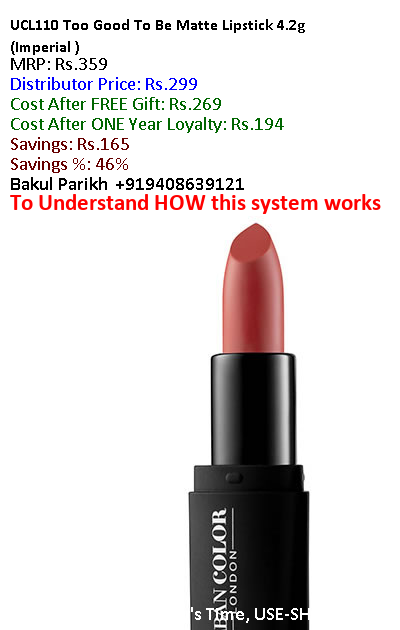 UCL110 Too Good To Be Matte Lipstick 4.2g
(Imperial )
MRP: Rs.359
Distributor Price: Rs.299
Cost After FREE Gift: Rs.269
Cost After ONE Year Loyalty: Rs.194
Savings: Rs.165
Savings %: 46%
Bakul Parikh +919408639121
To Understand HOW this system works
BAN COLOR
LONDON
's Time, USE-SH